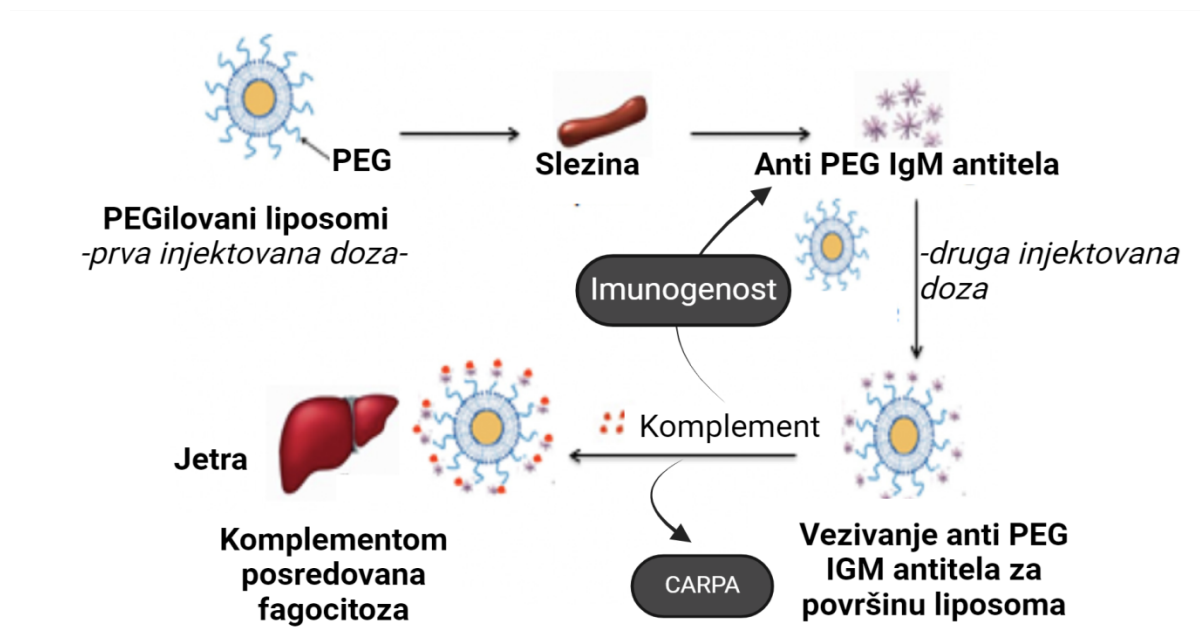 PEG
PEGilovani liposomi
-prva injektovana doza-
Slezina
Anti PEG IgM antitela
-druga injektovana
doza
Imunogenost
Vezivanje anti PEG
IGM antitela za
površinu liposoma
Komplement
CARPA
Jetra
Komplementom
posredovana
fagocitoza